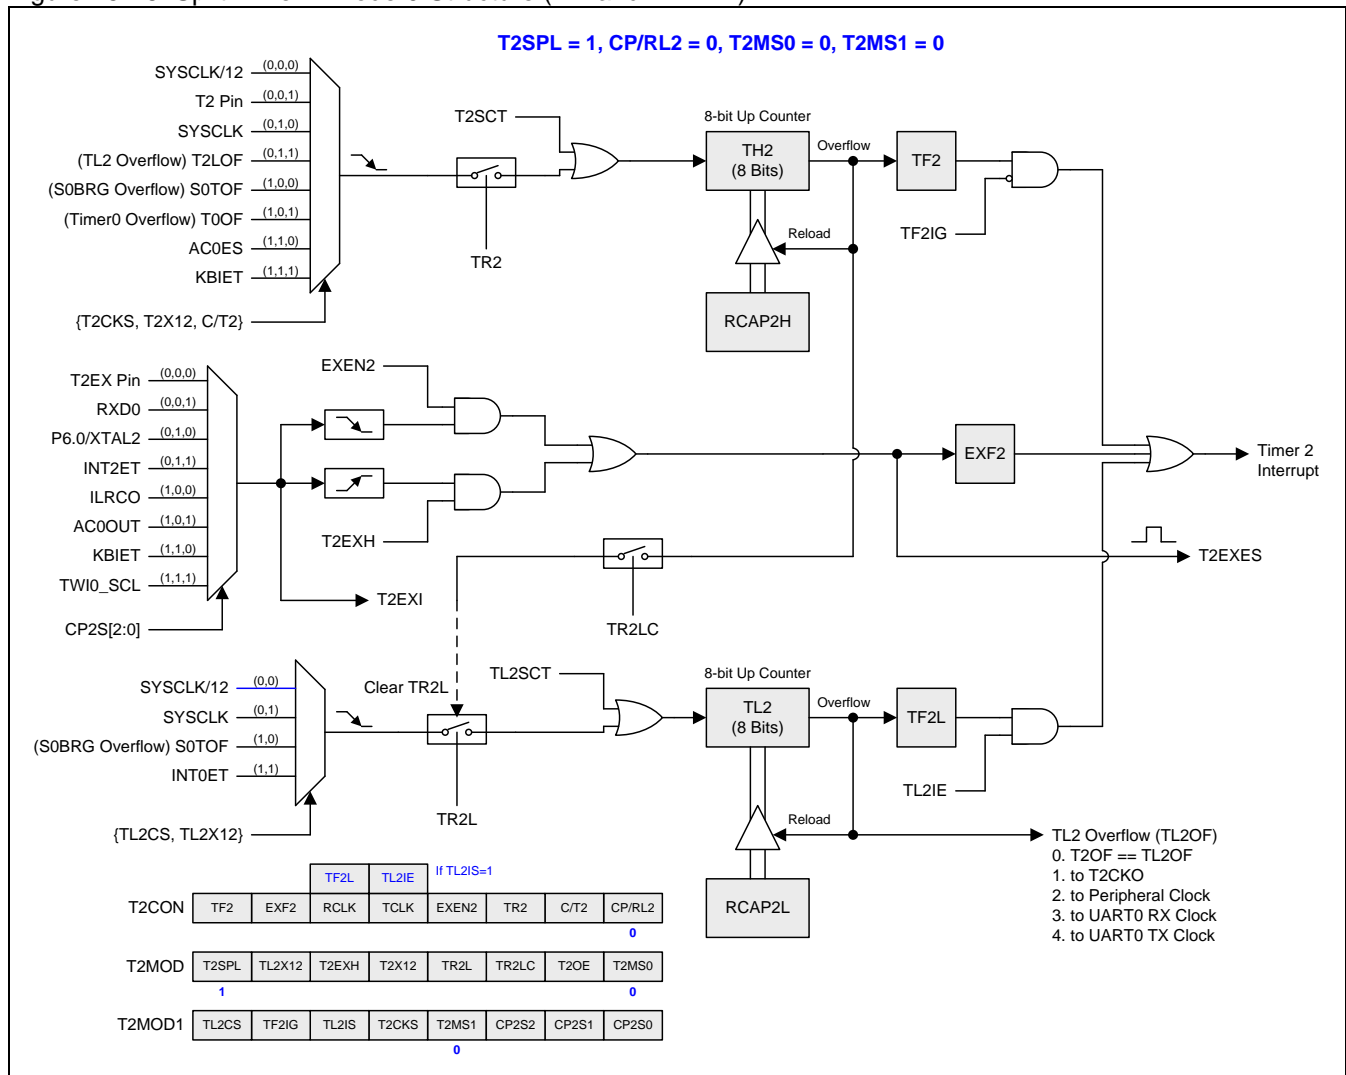 T2SPL = 1, CP/RL2 = 0, T2MS0 = 0, T2MS1 = 0
SYSCLK/12 (0,0,0)
T2 Pin (0,0,1)
SYSCLK (0,1,0)
(TL2 Overflow) T2LOF (0,1,1)
(S0BRG Overflow) S0TOF (1,0,0)
(Timer0 Overflow) T0OF (1,0,1)
AC0ES (1,1,0)
KBIET (1,1,1)
{T2CKS, T2X12, C/T2}
TR2
T2SCT
8-bit Up Counter
TH2
(8 Bits)
Overflow
Reload
RCAP2H
TF2
TF2IG
T2EX Pin (0,0,0)
RXD0 (0,0,1)
P6.0/XTAL2 (0,1,0)
INT2ET (0,1,1)
ILRCO (1,0,0)
AC0OUT (1,0,1)
KBIET (1,1,0)
TWI0_SCL (1,1,1)
CP2S[2:0]
EXEN2
T2EXH
T2EXI
EXF2
Timer 2
Interrupt
T2EXES
TR2LC
SYSCLK/12 (0,0)
SYSCLK (0,1)
(S0BRG Overflow) S0TOF (1,0)
INT0ET (1,1)
{TL2CS, TL2X12}
Clear TR2L
TR2L
TL2SCT
8-bit Up Counter
TL2
(8 Bits)
Overflow
Reload
RCAP2L
TF2L
TL2IE
TL2 Overflow (TL2OF)
0. T2OF == TL2OF
1. to T2CKO
2. to Peripheral Clock
3. to UART0 RX Clock
4. to UART0 TX Clock
TF2L TL2IE If TL2IS=1
T2CON TF2 EXF2 RCLK TCLK EXEN2 TR2 C/T2 CP/RL2
0
T2MOD T2SPL TL2X12 T2EXH T2X12 TR2L TR2LC T2OE T2MS0
1 0
T2MOD1 TL2CS TF2IG TL2IS T2CKS T2MS1 CP2S2 CP2S1 CP2S0
0